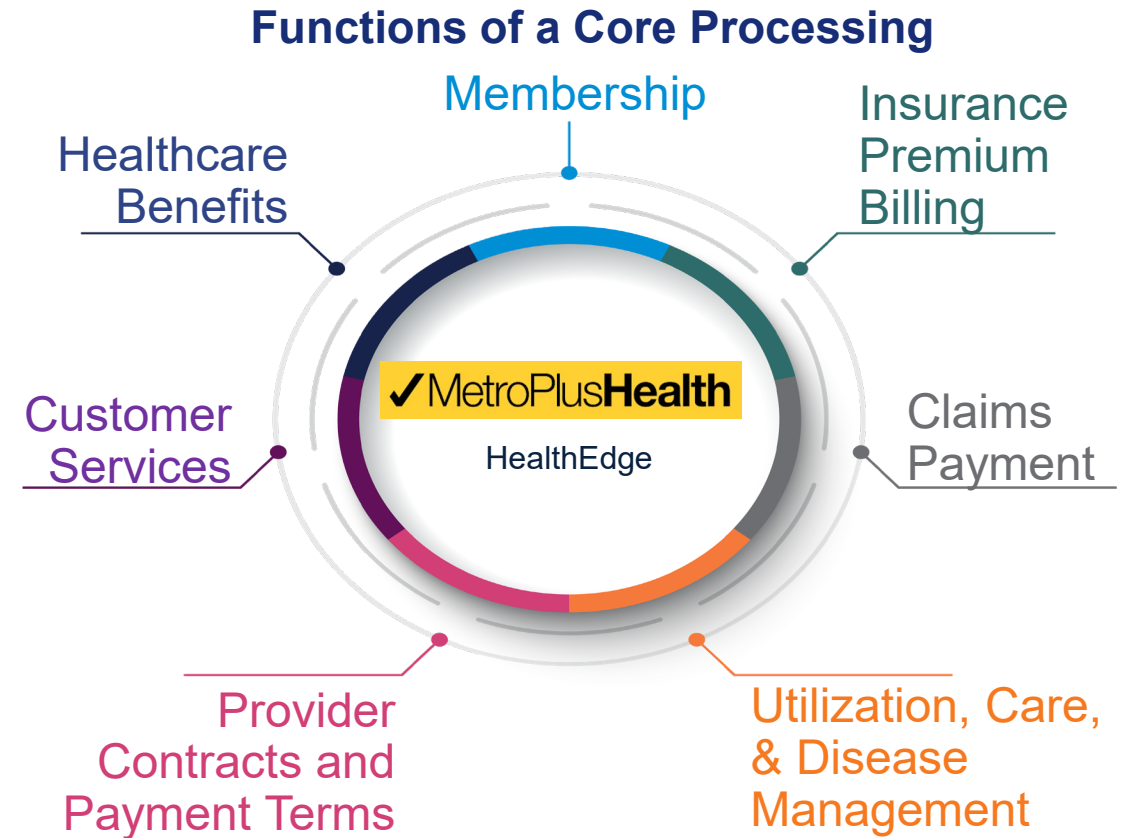 Functions of a Core Processing
Membership
Insurance
Premium
Billing
Healthcare
Benefits
✓MetroPlusHealth
HealthEdge
Customer
Services
Claims
Payment
Provider
Contracts and
Payment Terms
Utilization, Care,
& Disease
Management